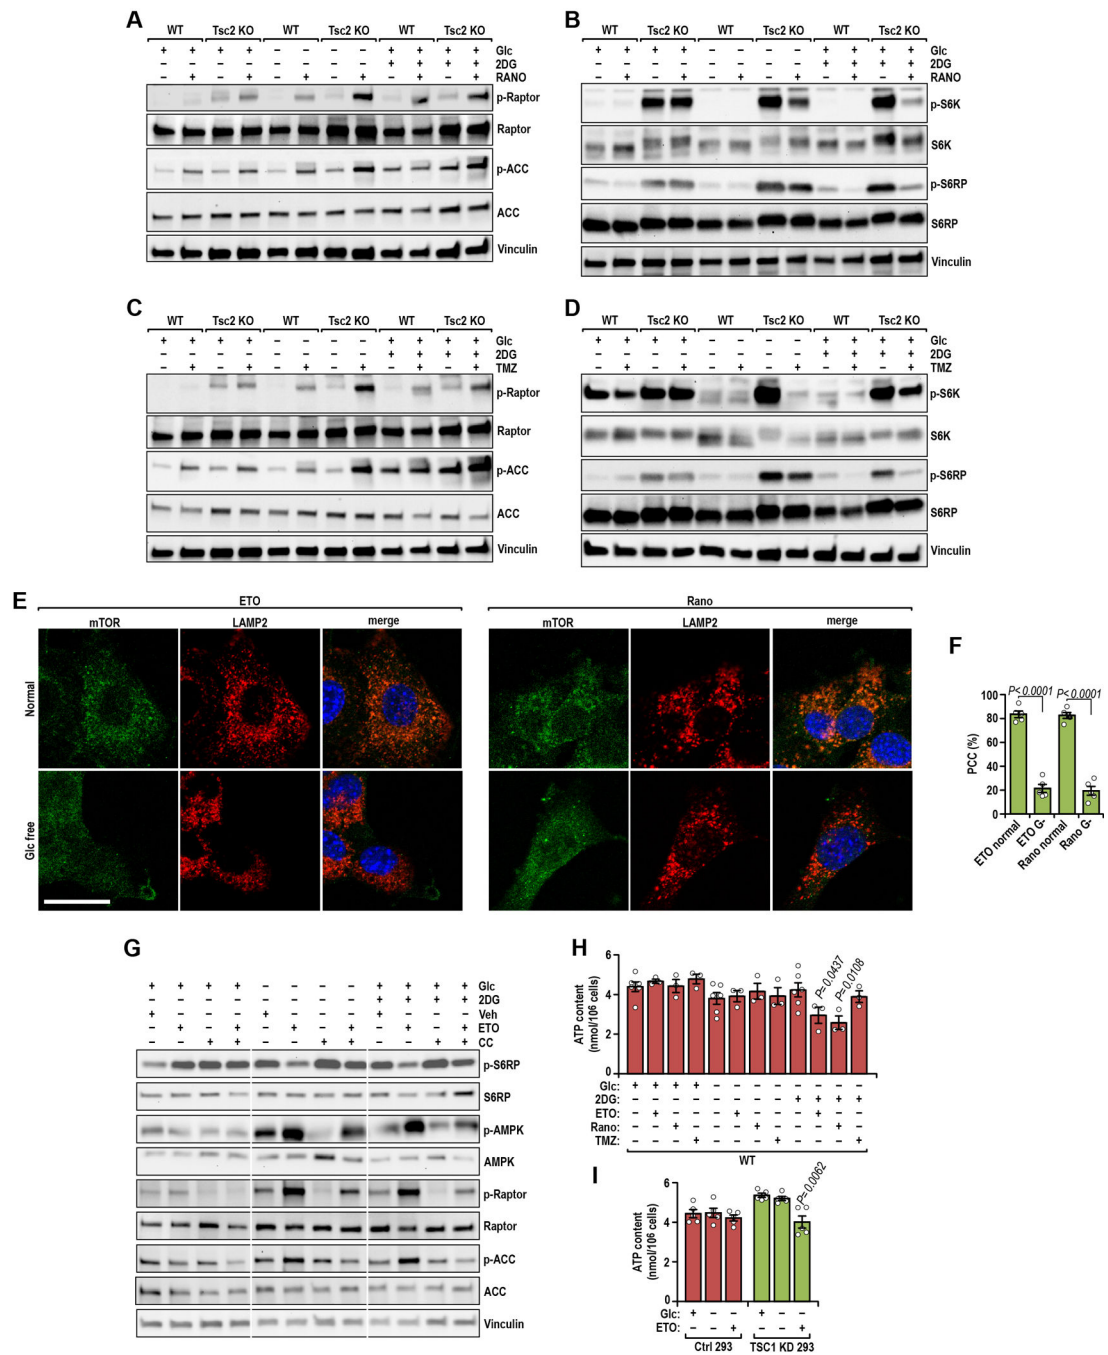 A
WT Tsc2 KO WT Tsc2 KO WT Tsc2 KO
+ + + + – – – – + + + + Glc
– – – – – – – – + + + + 2DG
– + – + – + – + – + – + RANO
p-Raptor
Raptor
p-ACC
ACC
Vinculin
B
WT Tsc2 KO WT Tsc2 KO WT Tsc2 KO
+ + + + – – – – + + + + Glc
– – – – – – – – + + + + 2DG
– + – + – + – + – + – + RANO
p-S6K
S6K
p-S6RP
S6RP
Vinculin
C
WT Tsc2 KO WT Tsc2 KO WT Tsc2 KO
+ + + + – – – – + + + + Glc
– – – – – – – – + + + + 2DG
– + – + – + – + – + – + TMZ
p-Raptor
Raptor
p-ACC
ACC
Vinculin
D
WT Tsc2 KO WT Tsc2 KO WT Tsc2 KO
+ + + + – – – – + + + + Glc
– – – – – – – – + + + + 2DG
– + – + – + – + – + – + TMZ
p-S6K
S6K
p-S6RP
S6RP
Vinculin
E
ETO Rano
mTOR LAMP2 merge mTOR LAMP2 merge
Normal
Glc free
F
P<0.0001 P<0.0001
PCC (%)
100
80
60
40
20
0
ETO normal
ETO G-
Rano normal
Rano G-
G
Glc + + + + – – – – + + + +
2DG – – – – – – – – + + + +
Veh + – – – + – – – + – – –
ETO – + – + – + – + – + – +
CC – – + + – – + + – – + +
p-S6RP
S6RP
p-AMPK
AMPK
p-Raptor
Raptor
p-ACC
ACC
Vinculin
H
ATP content
(nmol/10⁶ cells)
6
4
2
0
P=0.0437
P=0.0108
Glc: + + + + – – – – + + + +
2DG: – – – – – – – – + + + +
ETO: – + – – – + – – – + – –
Rano: – – + – – – + – – – + –
TMZ: – – – + – – – + – – – +
WT
I
ATP content
(nmol/10⁶ cells)
6
4
2
0
P=0.0062
Glc: + – – + – –
ETO: – – + – – +
Ctrl 293 TSC1 KD 293